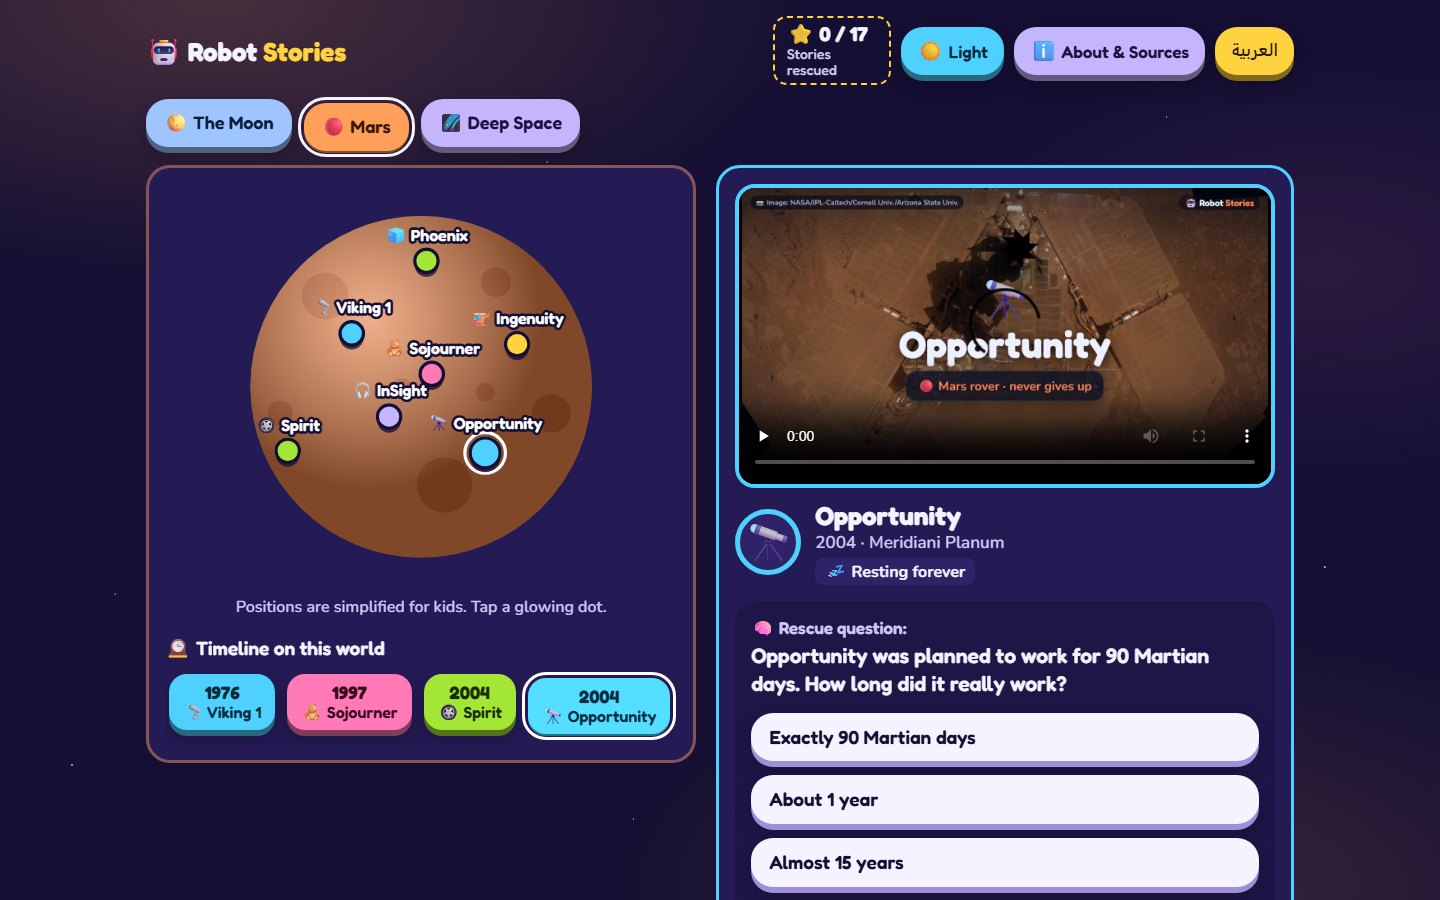 Robot Stories
0 / 17
Stories
rescued
Light
About & Sources
العربية
The Moon
Mars
Deep Space
Phoenix
Viking 1
Ingenuity
Sojourner
InSight
Spirit
Opportunity
Positions are simplified for kids. Tap a glowing dot.
Timeline on this world
1976
Viking 1
1997
Sojourner
2004
Spirit
2004
Opportunity
Image: NASA/JPL-Caltech/Cornell Univ./Arizona State Univ.
Robot Stories
Opportunity
Mars rover · never gives up
0:00
Opportunity
2004 · Meridiani Planum
Resting forever
Rescue question:
Opportunity was planned to work for 90 Martian
days. How long did it really work?
Exactly 90 Martian days
About 1 year
Almost 15 years